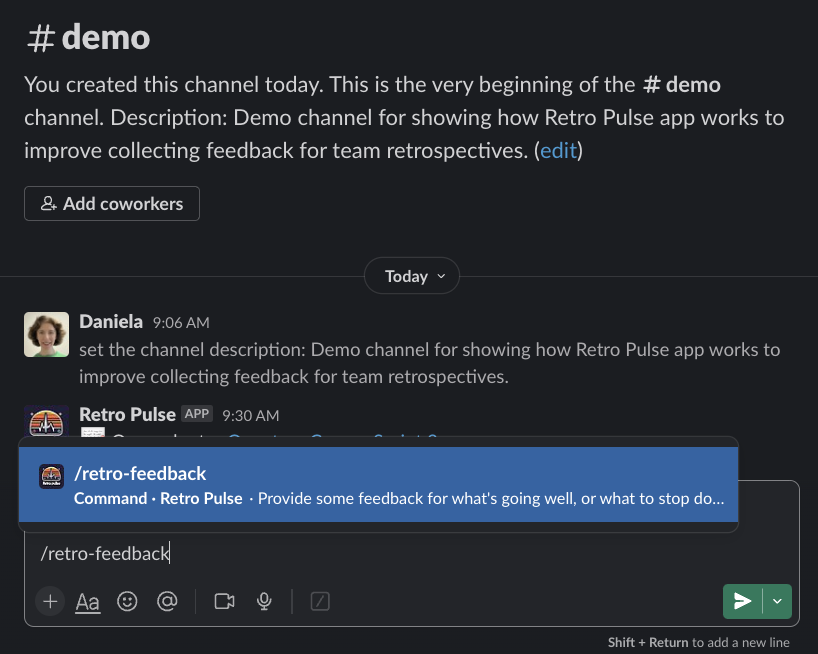 # demo
You created this channel today. This is the very beginning of the # demo
channel. Description: Demo channel for showing how Retro Pulse app works to
improve collecting feedback for team retrospectives. (edit)
Add coworkers
Today
Daniela 9:06 AM
set the channel description: Demo channel for showing how Retro Pulse app works to
improve collecting feedback for team retrospectives.
Retro Pulse APP 9:30 AM
/retro-feedback
Command · Retro Pulse · Provide some feedback for what's going well, or what to stop do...
/retro-feedback
Aa
Shift + Return to add a new line